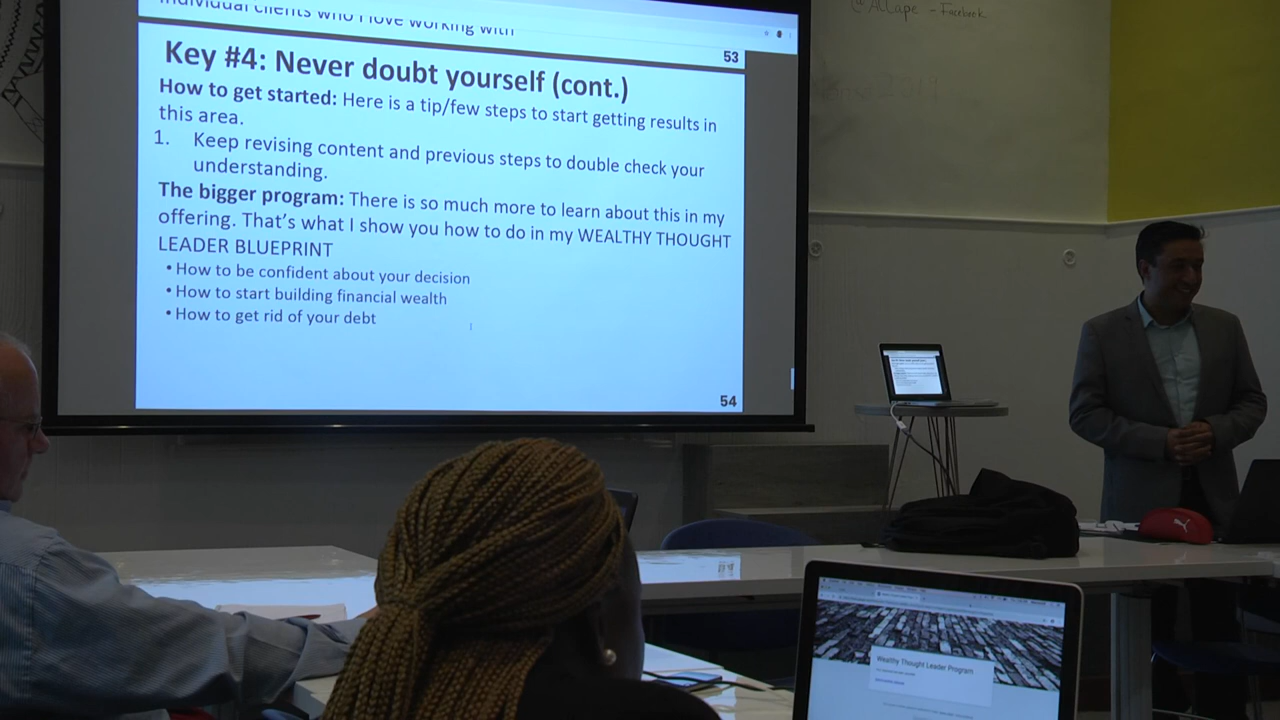 individual clients who I love working with
53
Key #4: Never doubt yourself (cont.)
How to get started: Here is a tip/few steps to start getting results in
this area.
1. Keep revising content and previous steps to double check your
understanding.
The bigger program: There is so much more to learn about this in my
offering. That's what I show you how to do in my WEALTHY THOUGHT
LEADER BLUEPRINT
• How to be confident about your decision
• How to start building financial wealth
• How to get rid of your debt
54
- Facebook
Wealthy Thought Leader Program